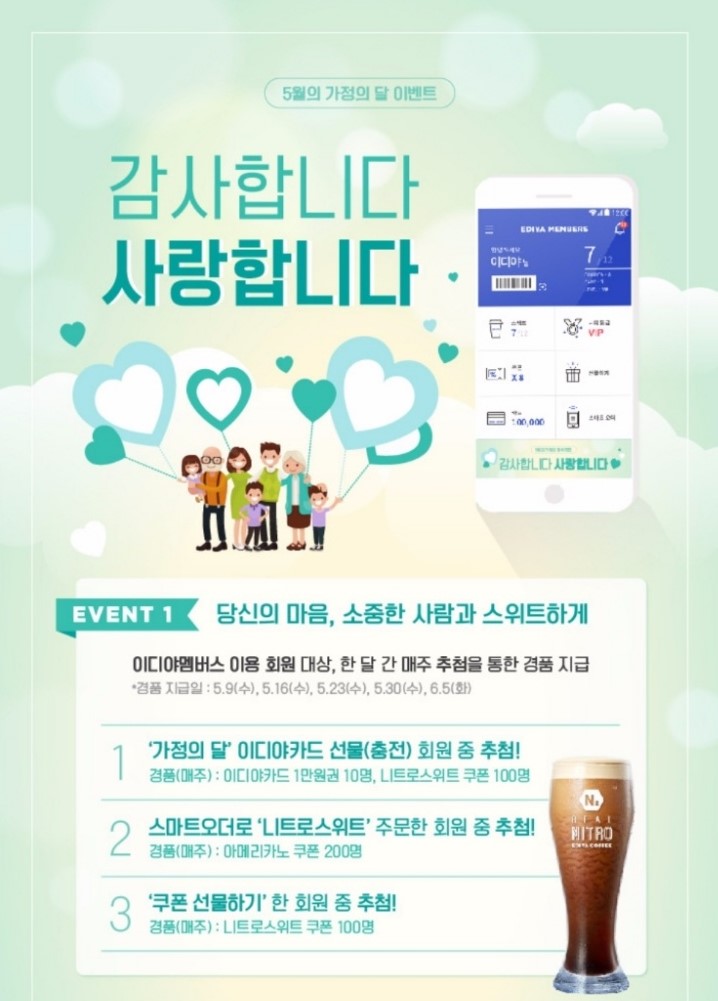 5월의 가정의 달 이벤트
감사합니다
사랑합니다
12:00
EDIYA MEMBERS
이디야님
7/12
7/12
VIP
100,000
감사합니다 사랑합니다
EVENT 1
당신의 마음, 소중한 사람과 스위트하게
이디야멤버스 이용 회원 대상, 한 달 간 매주 추첨을 통한 경품 지급
*경품 지급일 : 5.9(수), 5.16(수), 5.23(수), 5.30(수), 6.5(화)
1 '가정의 달' 이디야카드 선물(충전) 회원 중 추첨!
경품(매주) : 이디야카드 1만원권 10명, 니트로스위트 쿠폰 100명
2 스마트오더로 '니트로스위트' 주문한 회원 중 추첨!
경품(매주) : 아메리카노 쿠폰 200명
3 '쿠폰 선물하기' 한 회원 중 추첨!
경품(매주) : 니트로스위트 쿠폰 100명
N₂
REAL
NITRO
EDIYA COFFEE